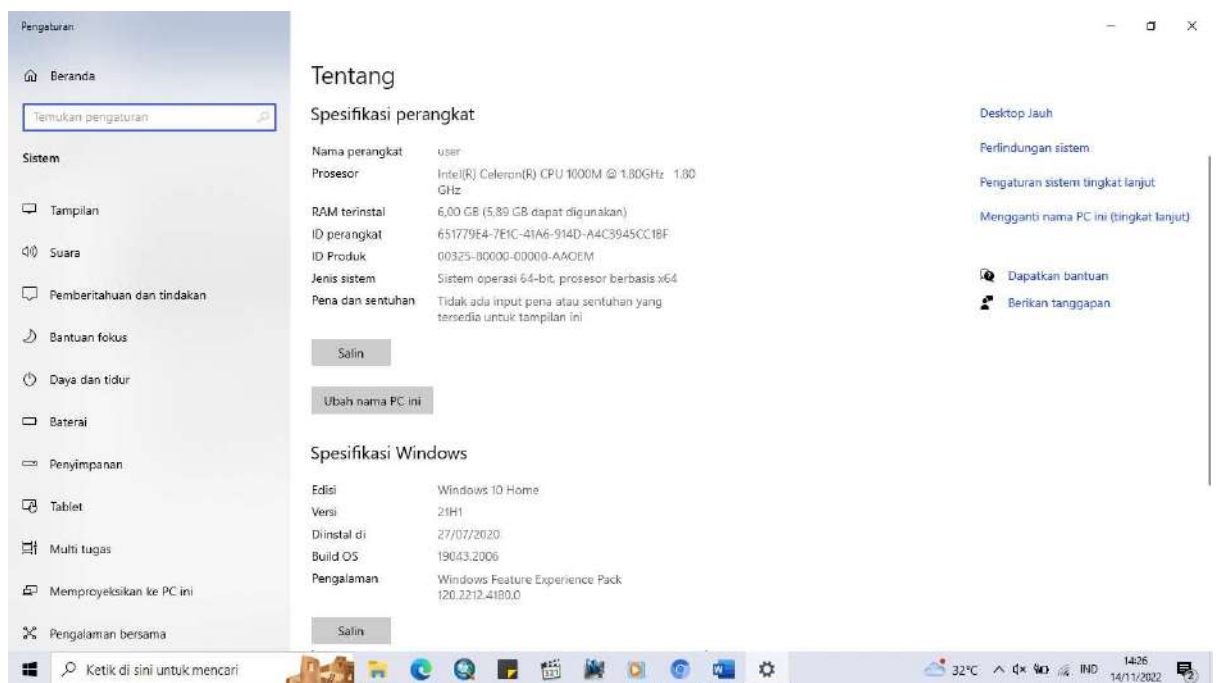 Pengaturan
Beranda
Temukan pengaturan
Sistem
Tampilan
Suara
Pemberitahuan dan tindakan
Bantuan fokus
Daya dan tidur
Baterai
Penyimpanan
Tablet
Multi tugas
Memproyeksikan ke PC ini
Pengalaman bersama
Tentang
Spesifikasi perangkat
Nama perangkat user
Prosesor Intel(R) Celeron(R) CPU 1000M @ 1.80GHz 1.80
GHz
RAM terinstal 6,00 GB (5,89 GB dapat digunakan)
ID perangkat 651779E4-7E1C-41A6-914D-A4C3945CC1BF
ID Produk 00325-80000-00000-AAOEM
Jenis sistem Sistem operasi 64-bit, prosesor berbasis x64
Pena dan sentuhan Tidak ada input pena atau sentuhan yang
tersedia untuk tampilan ini
Salin
Ubah nama PC ini
Spesifikasi Windows
Edisi Windows 10 Home
Versi 21H1
Diinstal di 27/07/2020
Build OS 19043.2006
Pengalaman Windows Feature Experience Pack
120.2212.4180.0
Salin
Desktop Jauh
Perlindungan sistem
Pengaturan sistem tingkat lanjut
Mengganti nama PC ini (tingkat lanjut)
Dapatkan bantuan
Berikan tanggapan
Ketik di sini untuk mencari
32°C
IND
14:26
14/11/2022